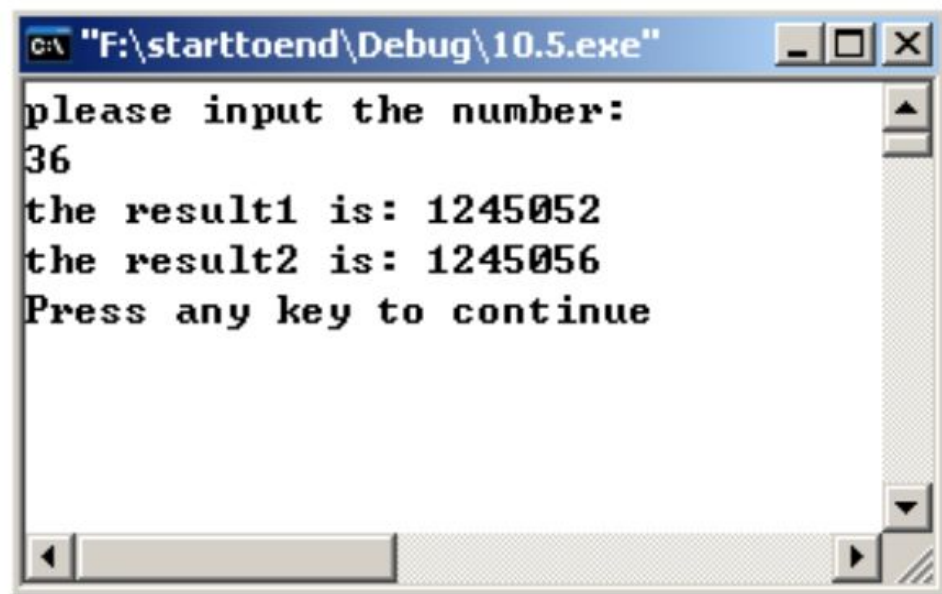 "F:\starttoend\Debug\10.5.exe"
please input the number:
36
the result1 is: 1245052
the result2 is: 1245056
Press any key to continue